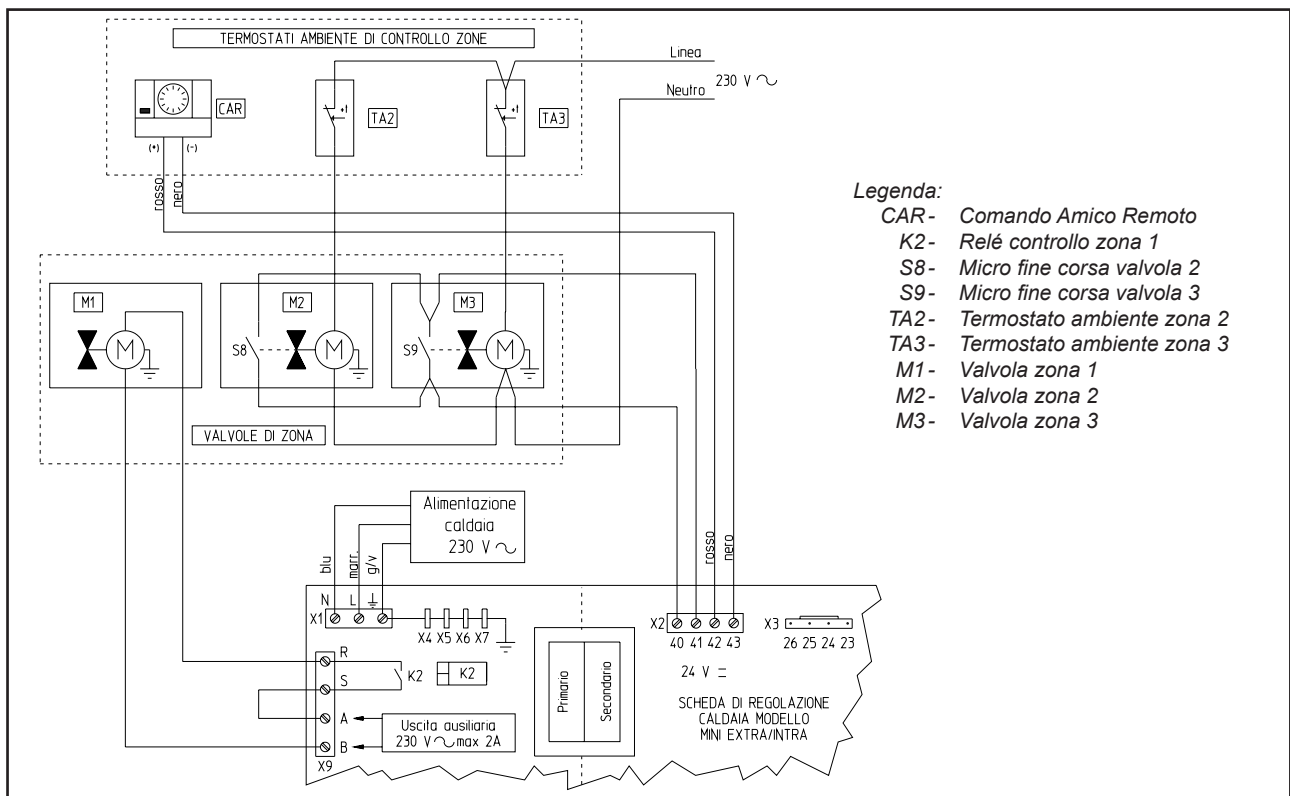 TERMOSTATI AMBIENTE DI CONTROLLO ZONE
Linea
230 V
Neutro
CAR
TA2
TA3
+t
+t
(+) (-)
rosso
nero
Legenda:
CAR- Comando Amico Remoto
K2- Relé controllo zona 1
S8- Micro fine corsa valvola 2
S9- Micro fine corsa valvola 3
TA2- Termostato ambiente zona 2
TA3- Termostato ambiente zona 3
M1- Valvola zona 1
M2- Valvola zona 2
M3- Valvola zona 3
M1
M2
M3
M
S8
M
S9
M
VALVOLE DI ZONA
Alimentazione
caldaia
230 V
blu
marr.
g/v
rosso
nero
N L
X1
X4 X5 X6 X7
X2
40 41 42 43
X3
26 25 24 23
24 V
R
S
K2
K2
A
B
X9
Uscita ausiliaria
230 V max 2A
Primario
Secondario
SCHEDA DI REGOLAZIONE
CALDAIA MODELLO
MINI EXTRA/INTRA